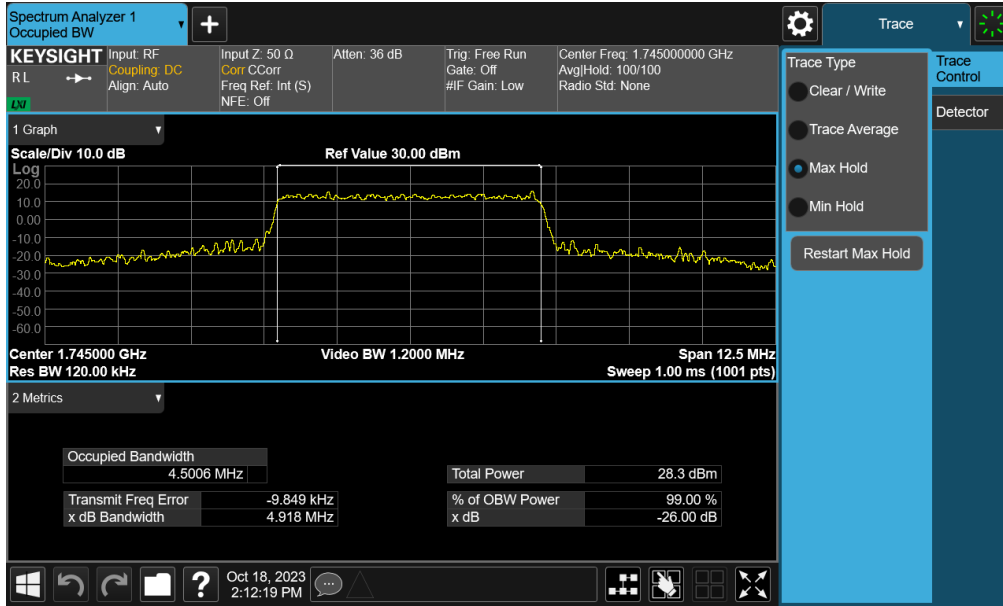 Spectrum Analyzer 1
Occupied BW
+
Trace
KEYSIGHT
R L
LXI
Input: RF
Coupling: DC
Align: Auto
Input Z: 50 Ω
Corr CCorr
Freq Ref: Int (S)
NFE: Off
Atten: 36 dB
Trig: Free Run
Gate: Off
#IF Gain: Low
Center Freq: 1.745000000 GHz
Avg|Hold: 100/100
Radio Std: None
Trace Type
Clear / Write
Trace Average
Max Hold
Min Hold
Restart Max Hold
Trace
Control
Detector
1 Graph
Scale/Div 10.0 dB
Ref Value 30.00 dBm
Log
20.0
10.0
0.00
-10.0
-20.0
-30.0
-40.0
-50.0
-60.0
Center 1.745000 GHz
Video BW 1.2000 MHz
Span 12.5 MHz
Res BW 120.00 kHz
Sweep 1.00 ms (1001 pts)
2 Metrics
Occupied Bandwidth
4.5006 MHz
Total Power 28.3 dBm
Transmit Freq Error -9.849 kHz
% of OBW Power 99.00 %
x dB Bandwidth 4.918 MHz
x dB -26.00 dB
?
Oct 18, 2023
2:12:19 PM